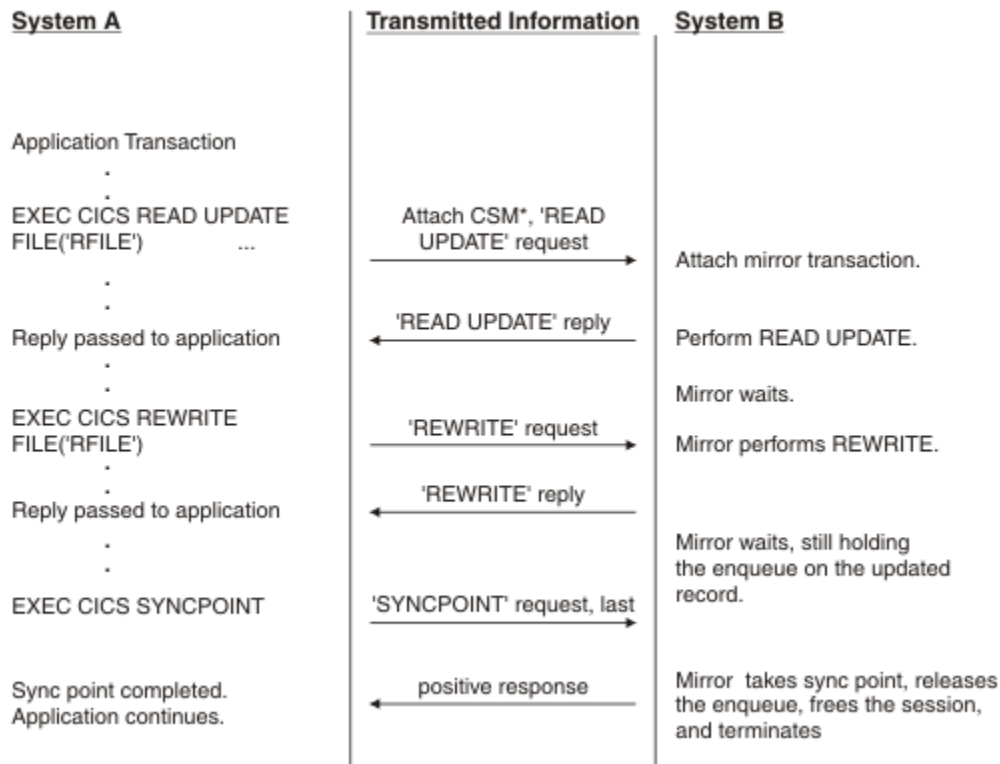 System A Transmitted Information System B
Application Transaction
.
.
EXEC CICS READ UPDATE
FILE('RFILE') ...
Attach CSM*, 'READ
UPDATE' request
Attach mirror transaction.
.
.
'READ UPDATE' reply
Reply passed to application
Perform READ UPDATE.
.
.
Mirror waits.
EXEC CICS REWRITE
FILE('RFILE')
'REWRITE' request
Mirror performs REWRITE.
.
.
'REWRITE' reply
Reply passed to application
.
.
Mirror waits, still holding
the enqueue on the updated
record.
EXEC CICS SYNCPOINT
'SYNCPOINT' request, last
Sync point completed.
Application continues.
positive response
Mirror takes sync point, releases
the enqueue, frees the session,
and terminates